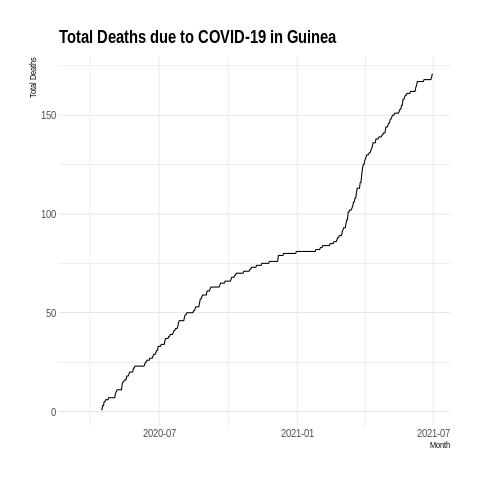 Total Deaths due to COVID-19 in Guinea
Total Deaths
150
100
50
0
2020-07
2021-01
2021-07
Month